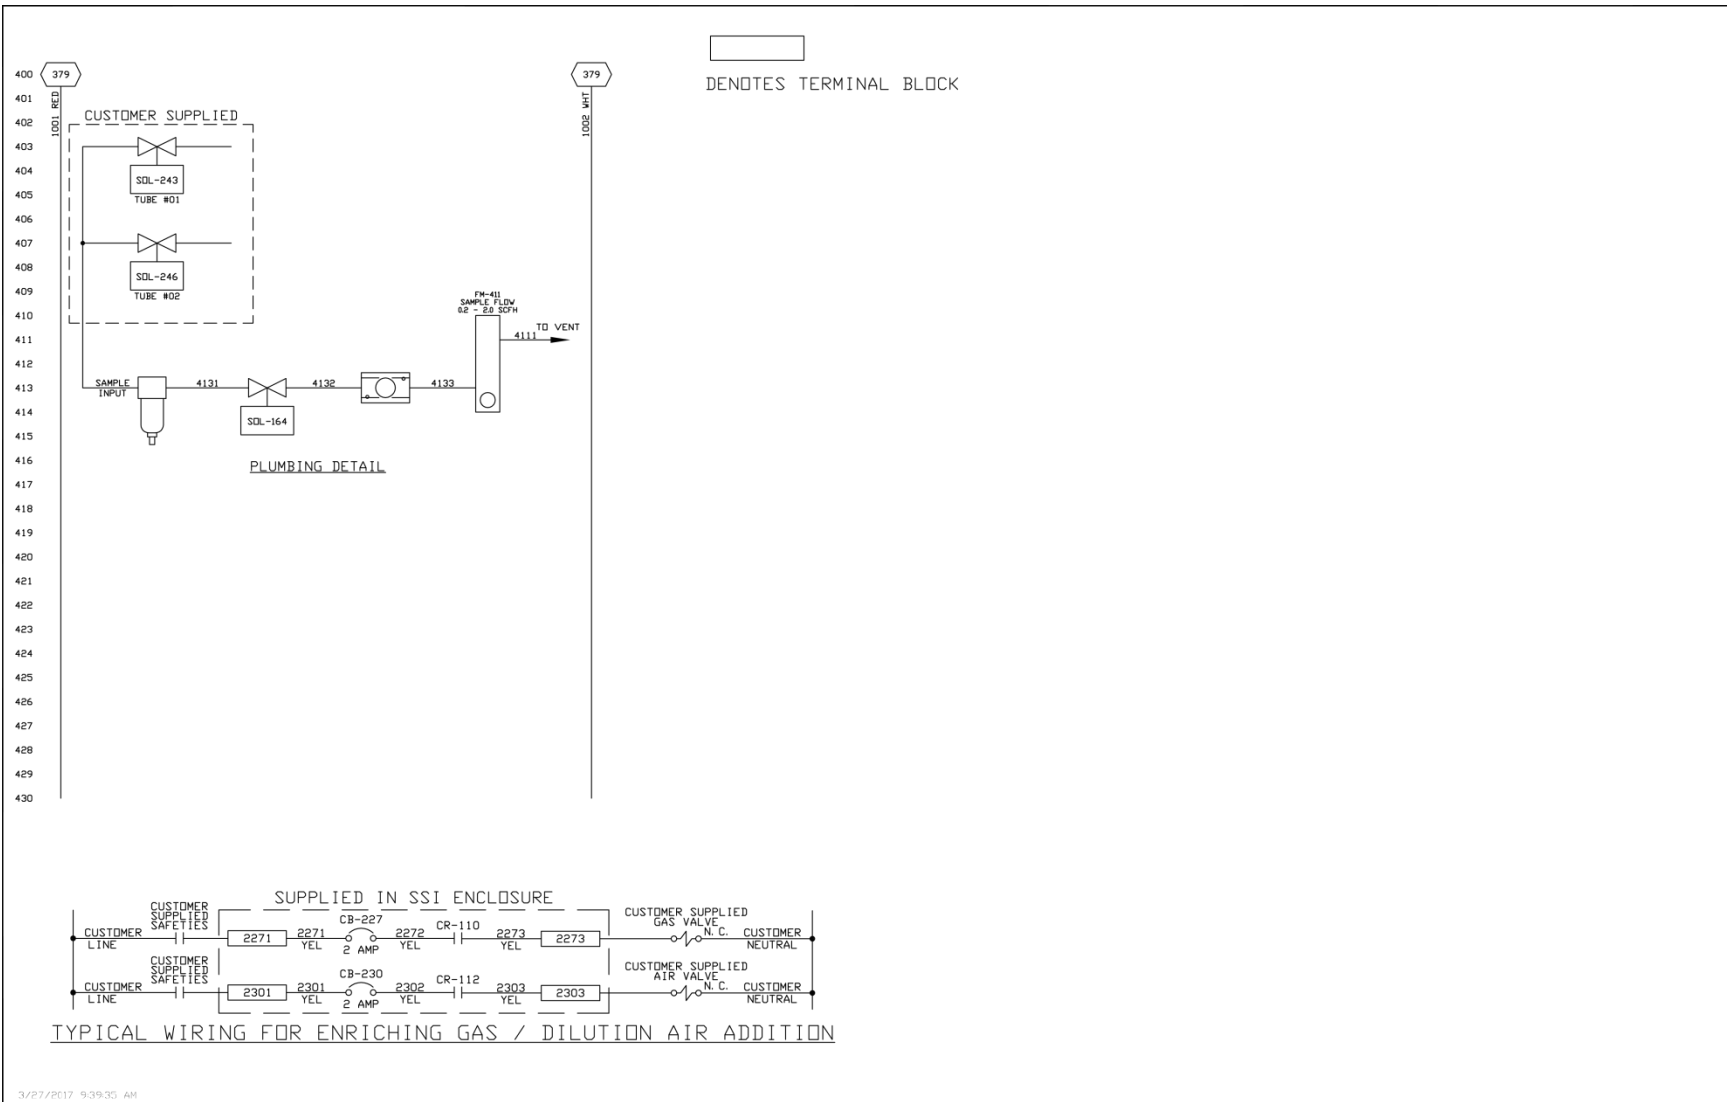 DENOTES TERMINAL BLOCK
400
401
402
403
404
405
406
407
408
409
410
411
412
413
414
415
416
417
418
419
420
421
422
423
424
425
426
427
428
429
430
379
379
1001 RED
1002 WHT
CUSTOMER SUPPLIED
SOL-243
TUBE #01
SOL-246
TUBE #02
FM-411
SAMPLE FLOW
0.2 - 2.0 SCFH
TO VENT
4111
SAMPLE
INPUT
4131
4132
4133
SOL-164
PLUMBING DETAIL
SUPPLIED IN SSI ENCLOSURE
CUSTOMER
LINE
CUSTOMER
SUPPLIED
SAFETIES
2271
2271
YEL
CB-227
2 AMP
2272
YEL
CR-110
2273
YEL
2273
CUSTOMER SUPPLIED
GAS VALVE
N.C.
CUSTOMER
NEUTRAL
CUSTOMER
LINE
CUSTOMER
SUPPLIED
SAFETIES
2301
2301
YEL
CB-230
2 AMP
2302
YEL
CR-112
2303
YEL
2303
CUSTOMER SUPPLIED
AIR VALVE
N.C.
CUSTOMER
NEUTRAL
TYPICAL WIRING FOR ENRICHING GAS / DILUTION AIR ADDITION
3/27/2017 9:39:35 AM